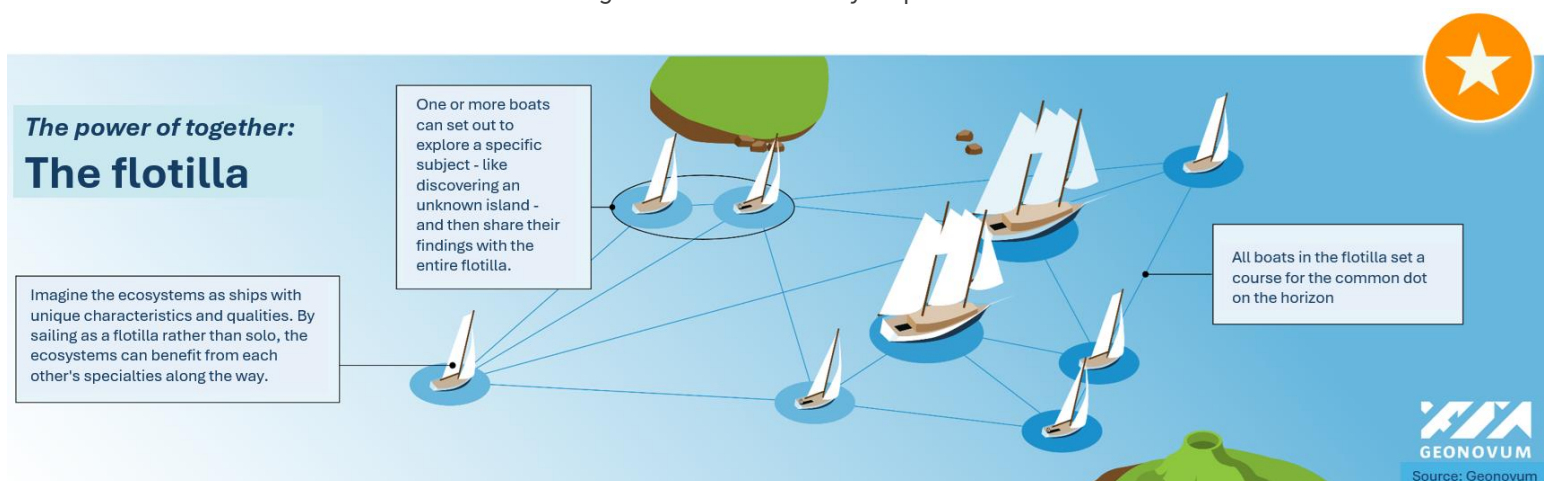 The power of together:
The flotilla
One or more boats
can set out to
explore a specific
subject - like
discovering an
unknown island -
and then share their
findings with the
entire flotilla.
Imagine the ecosystems as ships with
unique characteristics and qualities. By
sailing as a flotilla rather than solo, the
ecosystems can benefit from each
other's specialties along the way.
All boats in the flotilla set a
course for the common dot
on the horizon
GEONOVUM
Source: Geonovum